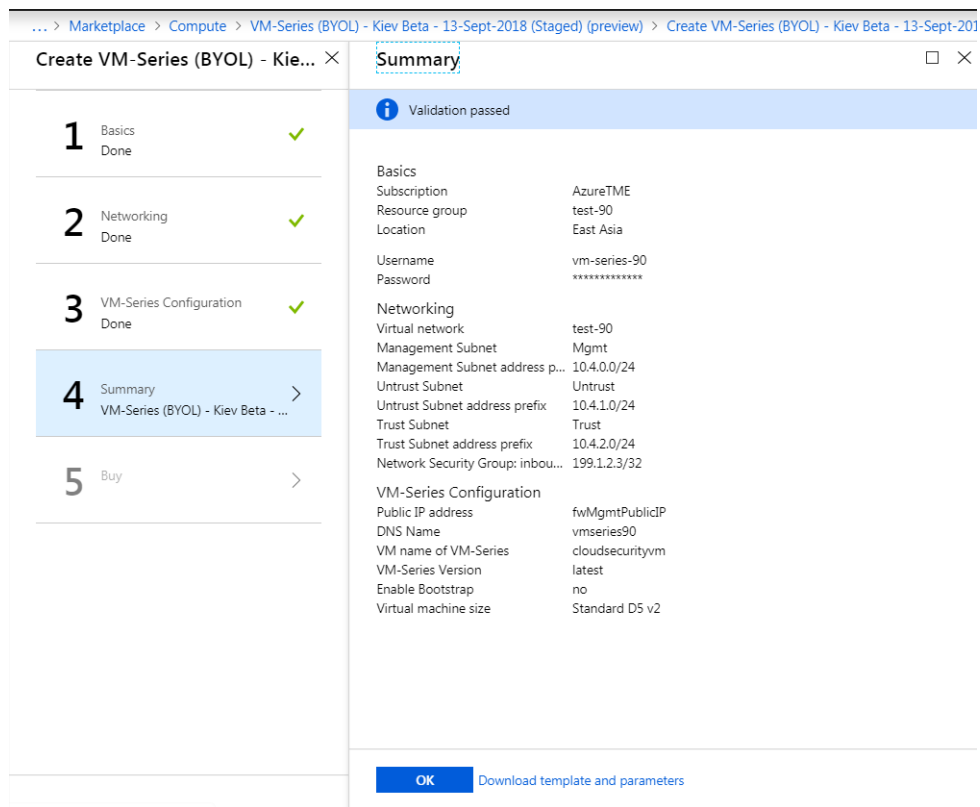 ... > Marketplace > Compute > VM-Series (BYOL) - Kiev Beta - 13-Sept-2018 (Staged) (preview) > Create VM-Series (BYOL) - Kiev Beta - 13-Sept-201
Create VM-Series (BYOL) - Kie...
Summary
Validation passed
1
Basics
Done
2
Networking
Done
3
VM-Series Configuration
Done
4
Summary
VM-Series (BYOL) - Kiev Beta - ...
5
Buy
Basics
Subscription AzureTME
Resource group test-90
Location East Asia
Username vm-series-90
Password *************
Networking
Virtual network test-90
Management Subnet Mgmt
Management Subnet address p... 10.4.0.0/24
Untrust Subnet Untrust
Untrust Subnet address prefix 10.4.1.0/24
Trust Subnet Trust
Trust Subnet address prefix 10.4.2.0/24
Network Security Group: inbou... 199.1.2.3/32
VM-Series Configuration
Public IP address fwMgmtPublicIP
DNS Name vmseries90
VM name of VM-Series cloudsecurityvm
VM-Series Version latest
Enable Bootstrap no
Virtual machine size Standard D5 v2
OK
Download template and parameters